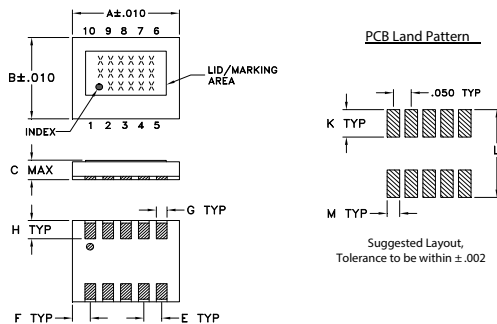 A±.010
10 9 8 7 6
B±.010
X X X X X X
X X X X X X
X X X X X X
X X X X X
LID/MARKING
AREA
INDEX
1 2 3 4 5
C MAX
G TYP
H TYP
F TYP
E TYP
PCB Land Pattern
.050 TYP
K TYP
L
M TYP
Suggested Layout,
Tolerance to be within ±.002